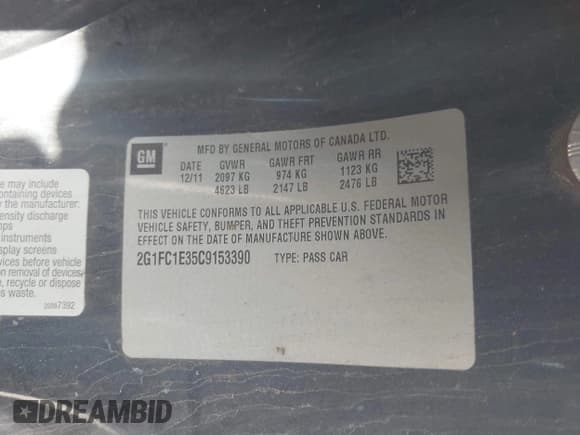 GM
MFD BY GENERAL MOTORS OF CANADA LTD.
DATE GVWR GAWR FRT GAWR RR
12/11 2097 KG 974 KG 1123 KG
4623 LB 2147 LB 2476 LB
THIS VEHICLE CONFORMS TO ALL APPLICABLE U.S. FEDERAL MOTOR
VEHICLE SAFETY, BUMPER, AND THEFT PREVENTION STANDARDS IN
EFFECT ON THE DATE OF MANUFACTURE SHOWN ABOVE.
2G1FC1E35C9153390 TYPE: PASS CAR
e may include
containing devices
the manufacturer:
ensity discharge
instruments
splay screens
vices before vehicle
on removal of devices,
e, recycle or dispose
s waste.
7392
DREAMBID